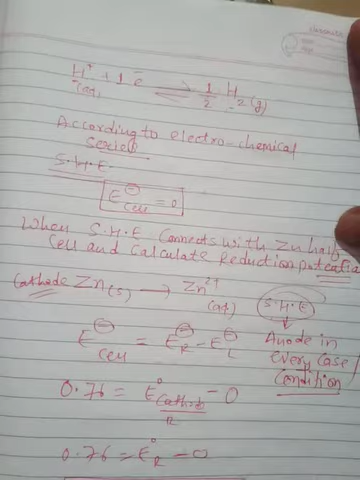 H⁺(aq) + 1e⁻ ⇌ 1/2 H₂(g)
According to electro-chemical
series
S.H.E
E⊖cell = 0
When S.H.E Connects with Zn half
Cell and Calculate Reduction potential
Cathode Zn(s) → Zn²⁺(aq)
S.H.E
↓
E⊖cell = E⊖R - E⊖L
Anode in
every case/
Condition
0.76 = E°Cathode - 0
R
0.76 = E°R - 0